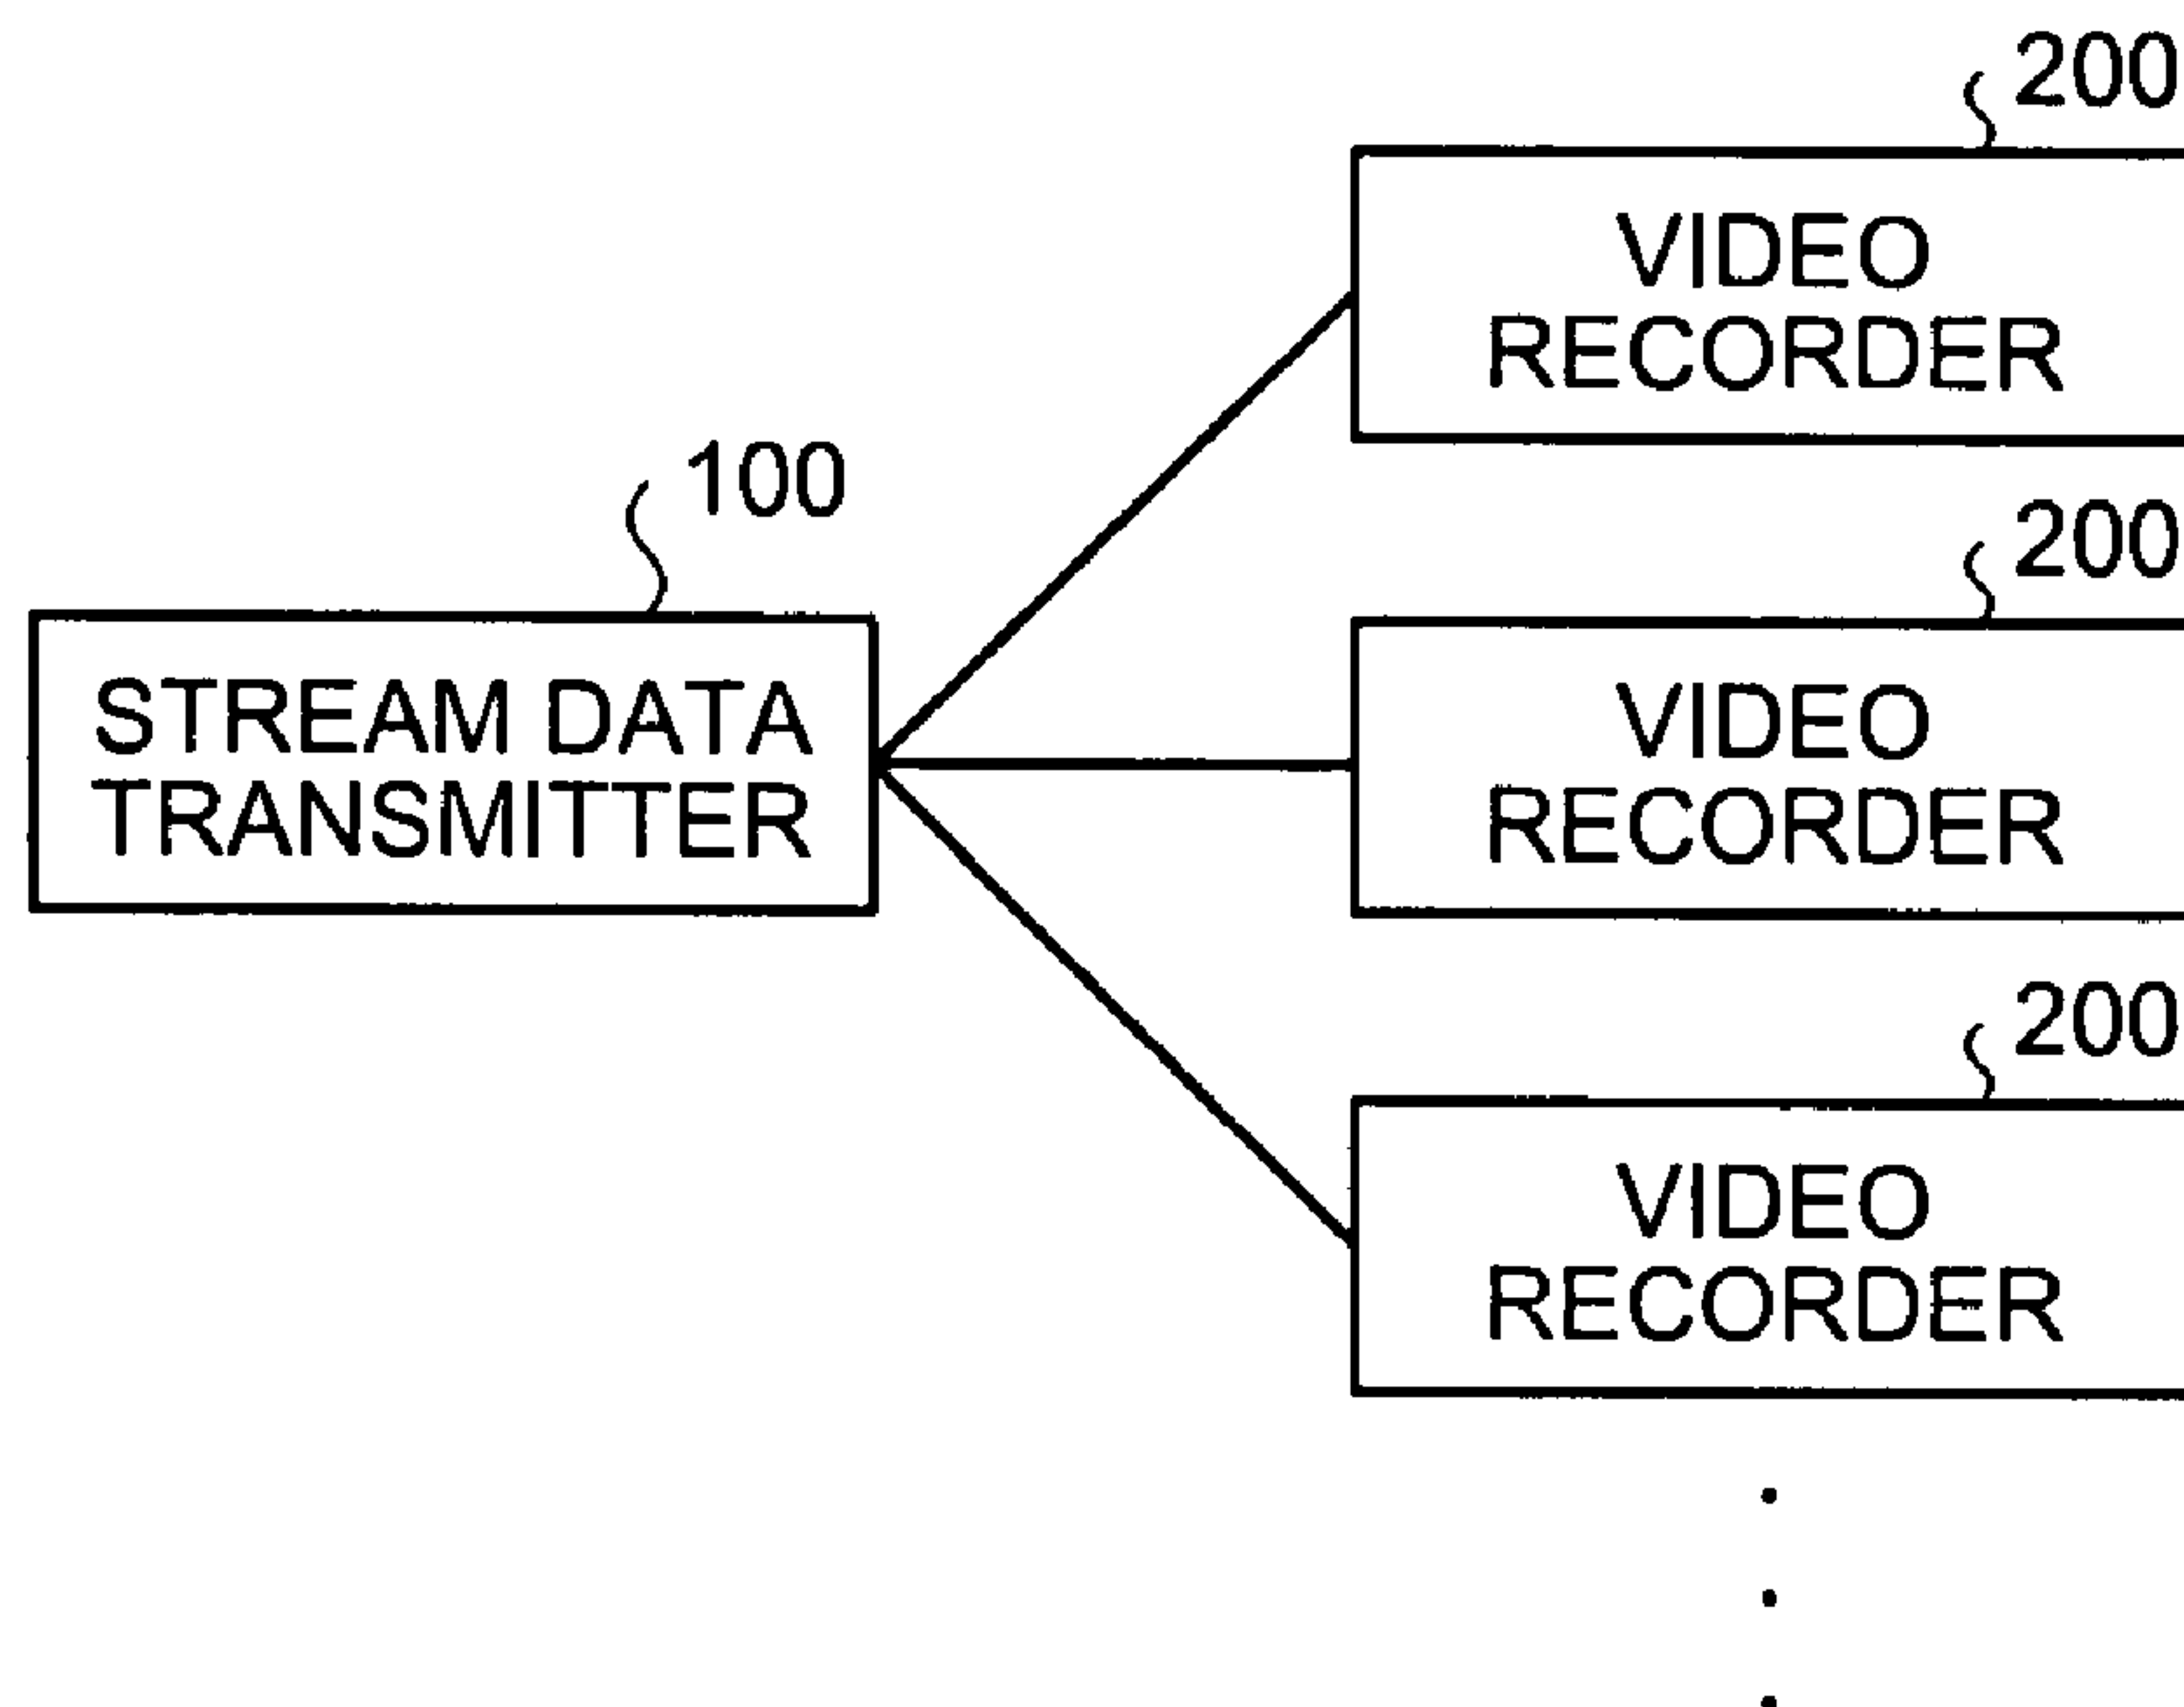 200
VIDEO
RECORDER
100
200
STREAM DATA
TRANSMITTER
VIDEO
RECORDER
200
VIDEO
RECORDER